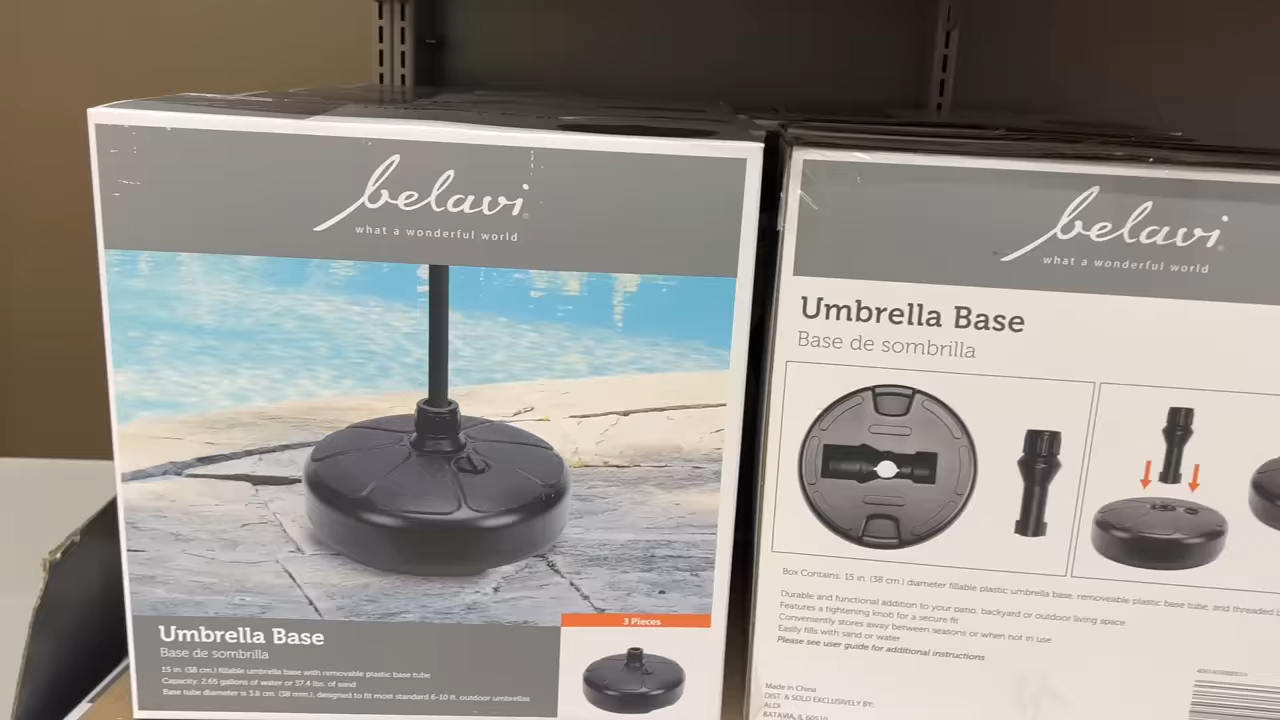 belavi
what a wonderful world
3 Pieces
Umbrella Base
Base de sombrilla
15 in. (38 cm.) fillable umbrella base with removable plastic base tube
Capacity: 2.65 gallons of water or 37.4 lbs. of sand
Base tube diameter is 3.8 cm. (38 mm.), designed to fit most standard 6-10 ft. outdoor umbrellas
belavi
what a wonderful world
Umbrella Base
Base de sombrilla
Box Contains: 15 in. (38 cm.) diameter fillable plastic umbrella base, removeable plastic base tube, and threaded
Durable and functional addition to your patio, backyard or outdoor living space
Features a tightening knob for a secure fit
Conveniently stores away between seasons or when not in use
Easily fills with sand or water
Please see user guide for additional instructions
Made in China
DIST. & SOLD EXCLUSIVELY BY:
ALDI
BATAVIA, IL 60510